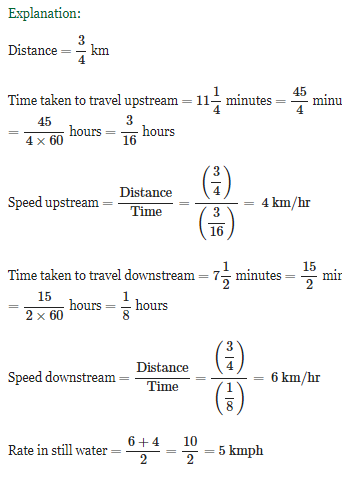 Explanation:
Distance = 3/4 km
Time taken to travel upstream = 11 1/4 minutes = 45/4 minu
= 45/(4 × 60) hours = 3/16 hours
Speed upstream = Distance/Time = (3/4)/(3/16) = 4 km/hr
Time taken to travel downstream = 7 1/2 minutes = 15/2 min
= 15/(2 × 60) hours = 1/8 hours
Speed downstream = Distance/Time = (3/4)/(1/8) = 6 km/hr
Rate in still water = (6 + 4)/2 = 10/2 = 5 kmph